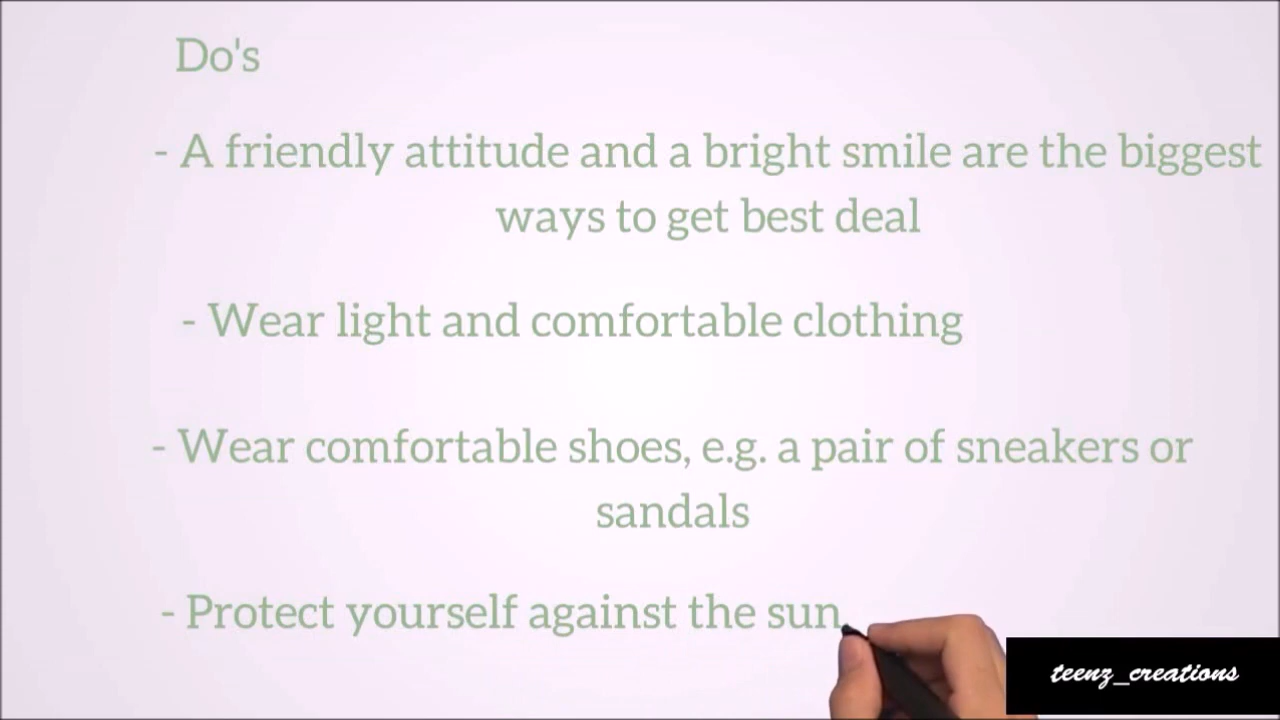 Do's
- A friendly attitude and a bright smile are the biggest
ways to get best deal
- Wear light and comfortable clothing
- Wear comfortable shoes, e.g. a pair of sneakers or
sandals
- Protect yourself against the sun
teenz_creations